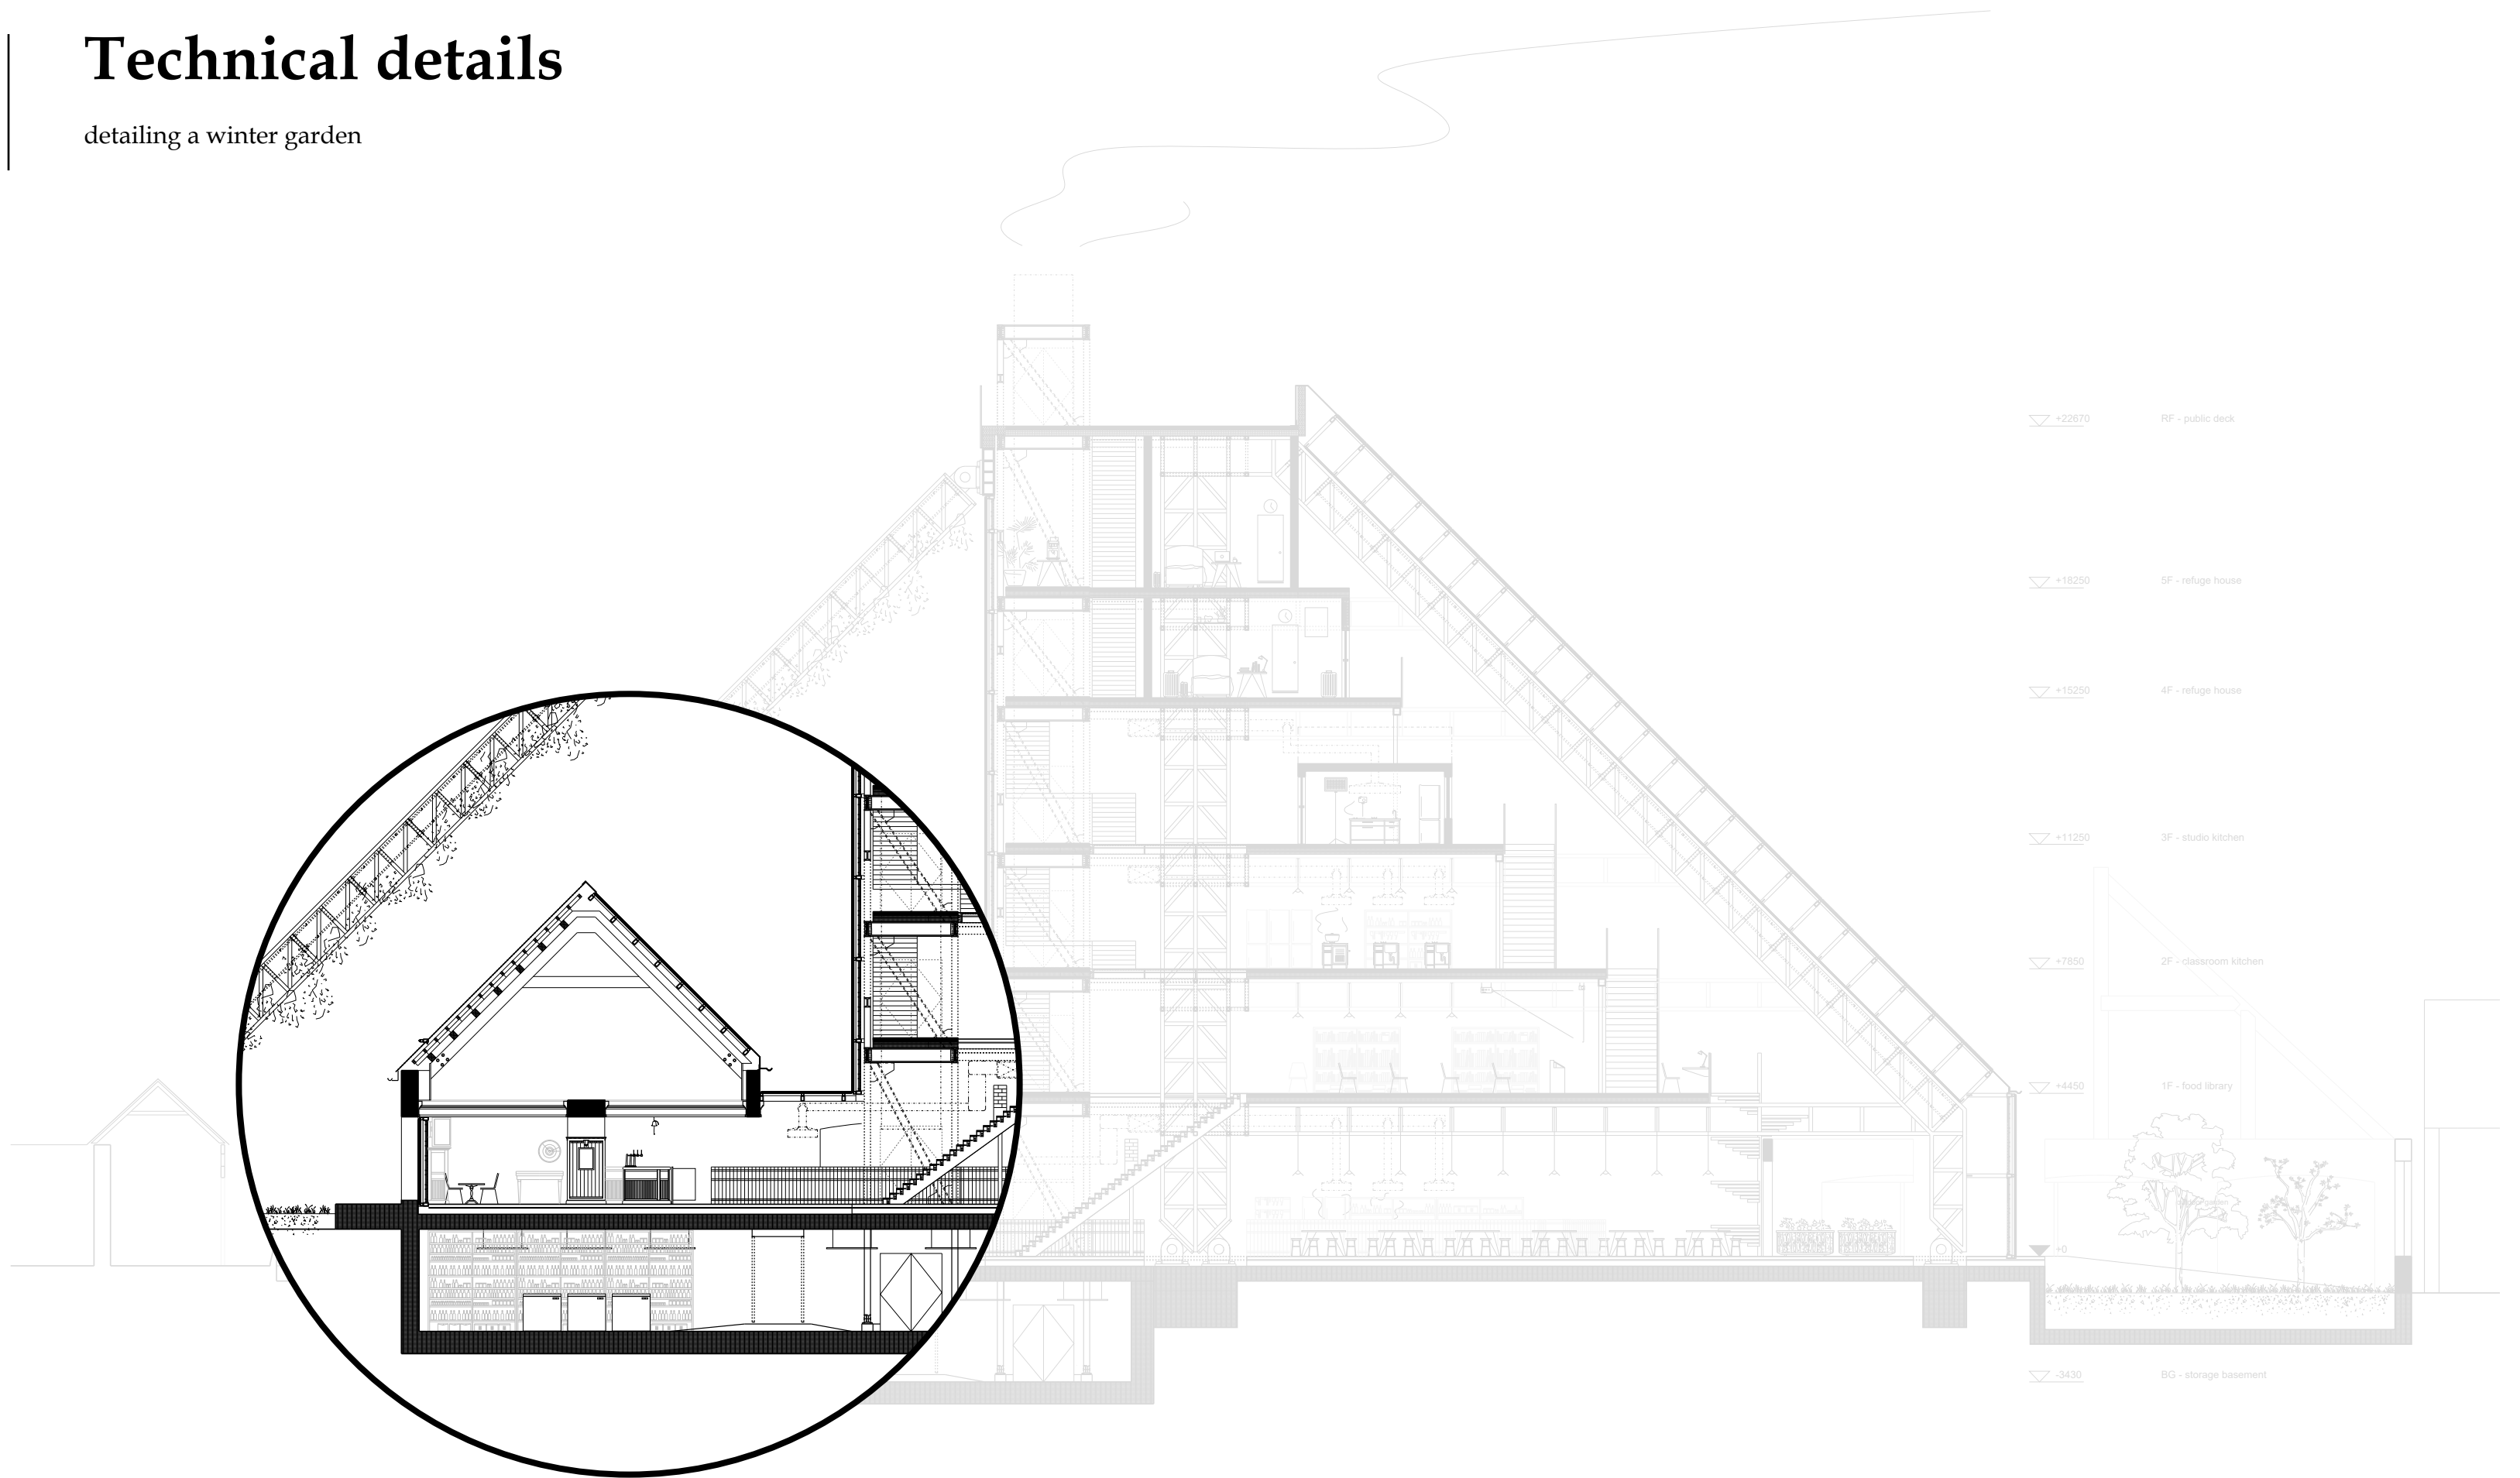 Technical details
detailing a winter garden
+22670 RF - public deck
+18250 5F - refuge house
+15250 4F - refuge house
+11250 3F - studio kitchen
+7850 2F - classroom kitchen
+4450 1F - food library
+0
-3430 BG - storage basement